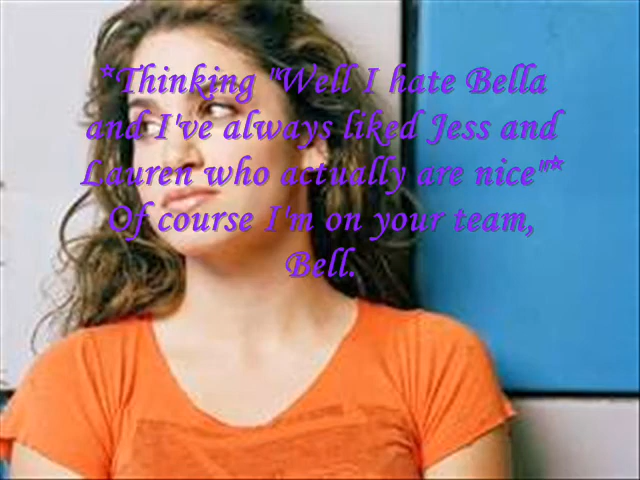 *Thinking "Well I hate Bella
and I've always liked Jess and
Lauren who actually are nice"*
Of course I'm on your team,
Bell.